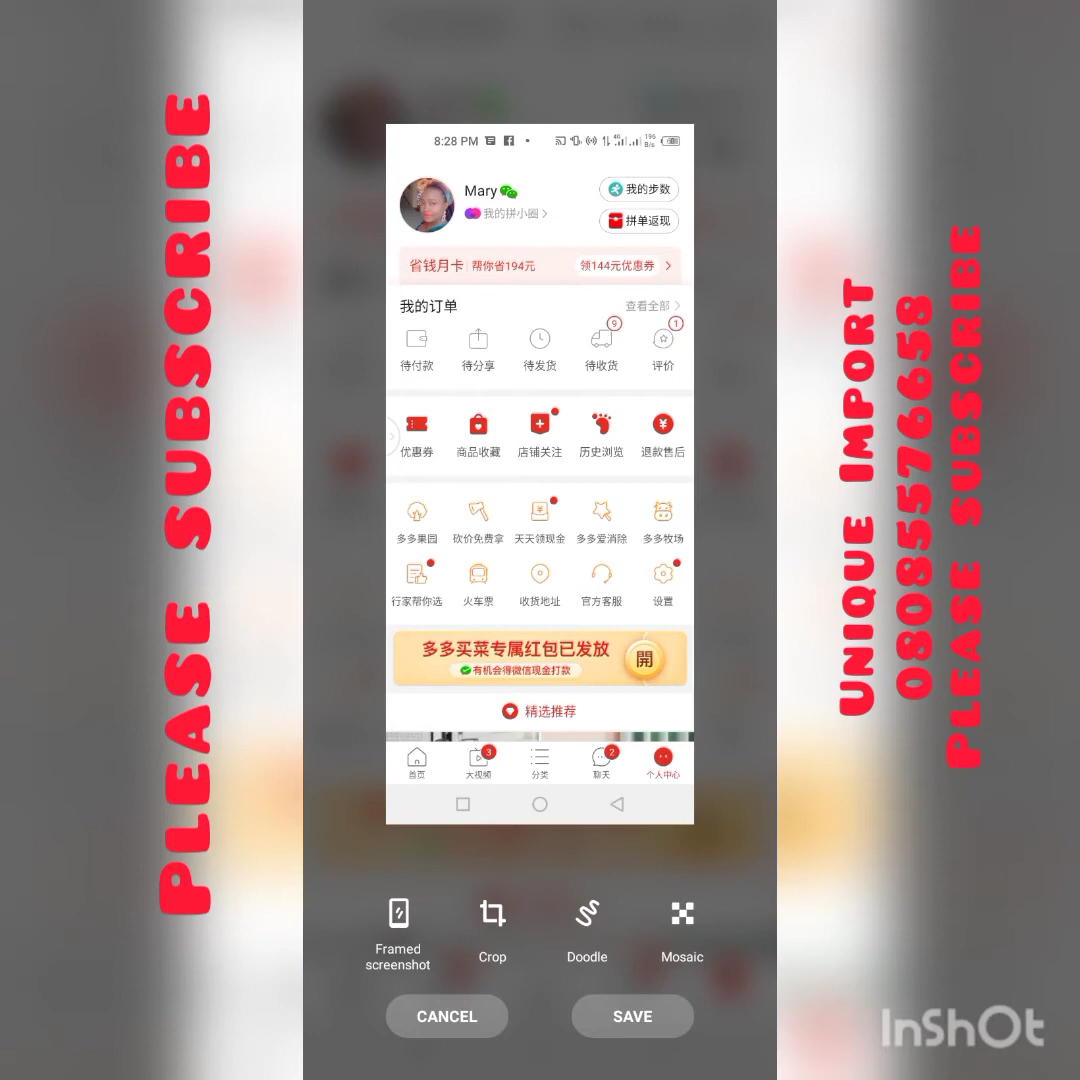 PLEASE SUBSCRIBE
8:28 PM
4G
196 B/s
Mary
我的步数
我的拼小圈
拼单返现
省钱月卡 帮你省194元 领144元优惠券
我的订单 查看全部
9 1
待付款 待分享 待发货 待收货 评价
优惠券 商品收藏 店铺关注 历史浏览 退款售后
多多果园 砍价免费拿 天天领现金 多多爱消除 多多牧场
行家帮你选 火车票 收货地址 官方客服 设置
多多买菜专属红包已发放
有机会得微信现金打款
開
精选推荐
3 2
首页 大视频 分类 聊天 个人中心
Framed screenshot Crop Doodle Mosaic
CANCEL SAVE
UNIQUE IMPORT
08085576658
PLEASE SUBSCRIBE
InShOt